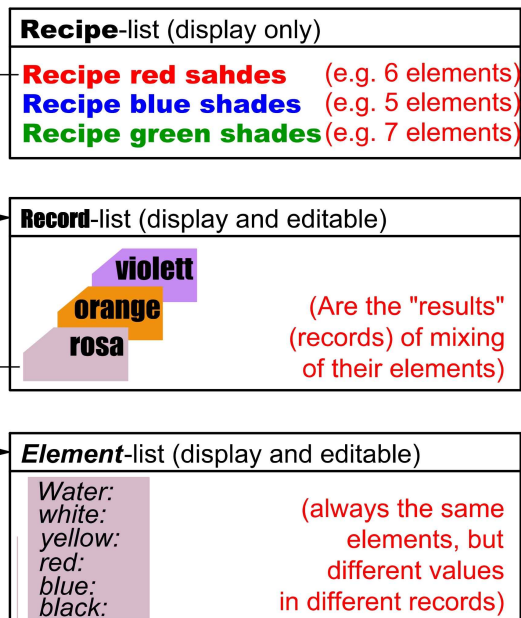 Recipe-list (display only)
Recipe red sahdes (e.g. 6 elements)
Recipe blue shades (e.g. 5 elements)
Recipe green shades (e.g. 7 elements)
Record-list (display and editable)
violett
orange
rosa
(Are the "results"
(records) of mixing
of their elements)
Element-list (display and editable)
Water:
white:
yellow:
red:
blue:
black:
(always the same
elements, but
different values
in different records)